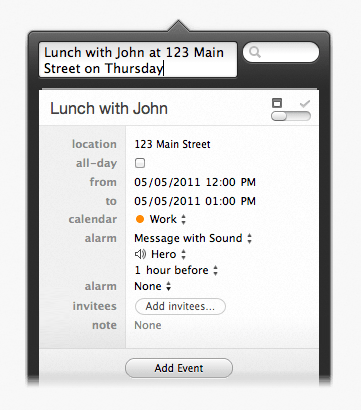 Lunch with John at 123 Main
Street on Thursday
Lunch with John
location 123 Main Street
all-day
from 05/05/2011 12:00 PM
to 05/05/2011 01:00 PM
calendar Work
alarm Message with Sound
Hero
1 hour before
alarm None
invitees Add invitees...
note None
Add Event